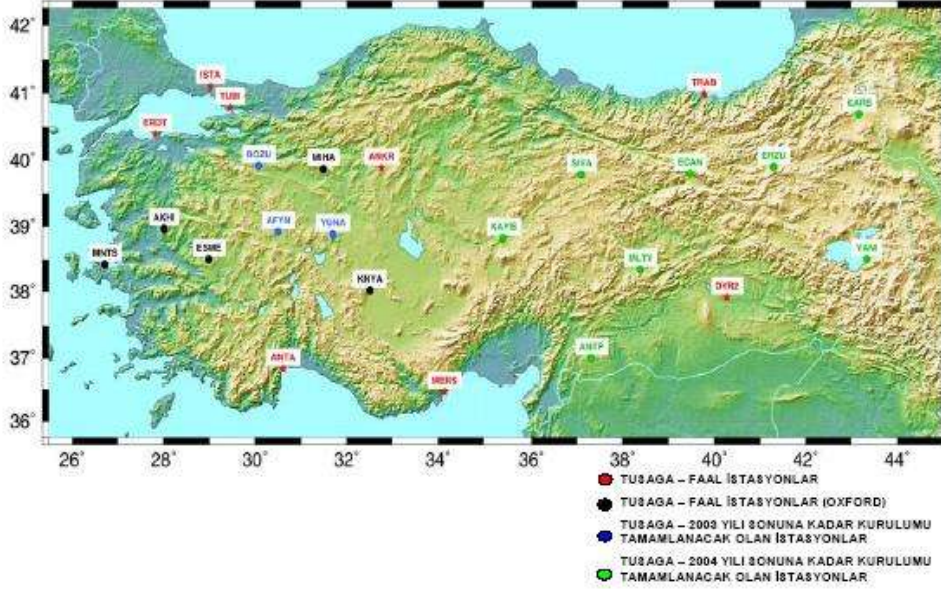 42°
ISTA
TRAB
41°
TUBI
KARS
ERDT
40°
BOZU
MIHA
ANKR
SIVA
ECAN
ERZU
39°
AKHI
AFYN
YUNA
KAYS
MNTS
ESME
MLTY
YAN
38°
KNYA
DYR2
37°
ANTA
ANTP
MERS
36°
26° 28° 30° 32° 34° 36° 38° 40° 42° 44°
TUSAGA – FAAL İSTASYONLAR
TUSAGA – FAAL İSTASYONLAR (OXFORD)
TUSAGA – 2003 YILI SONUNA KADAR KURULUMU
TAMAMLANACAK OLAN İSTASYONLAR
TUSAGA – 2004 YILI SONUNA KADAR KURULUMU
TAMAMLANACAK OLAN İSTASYONLAR